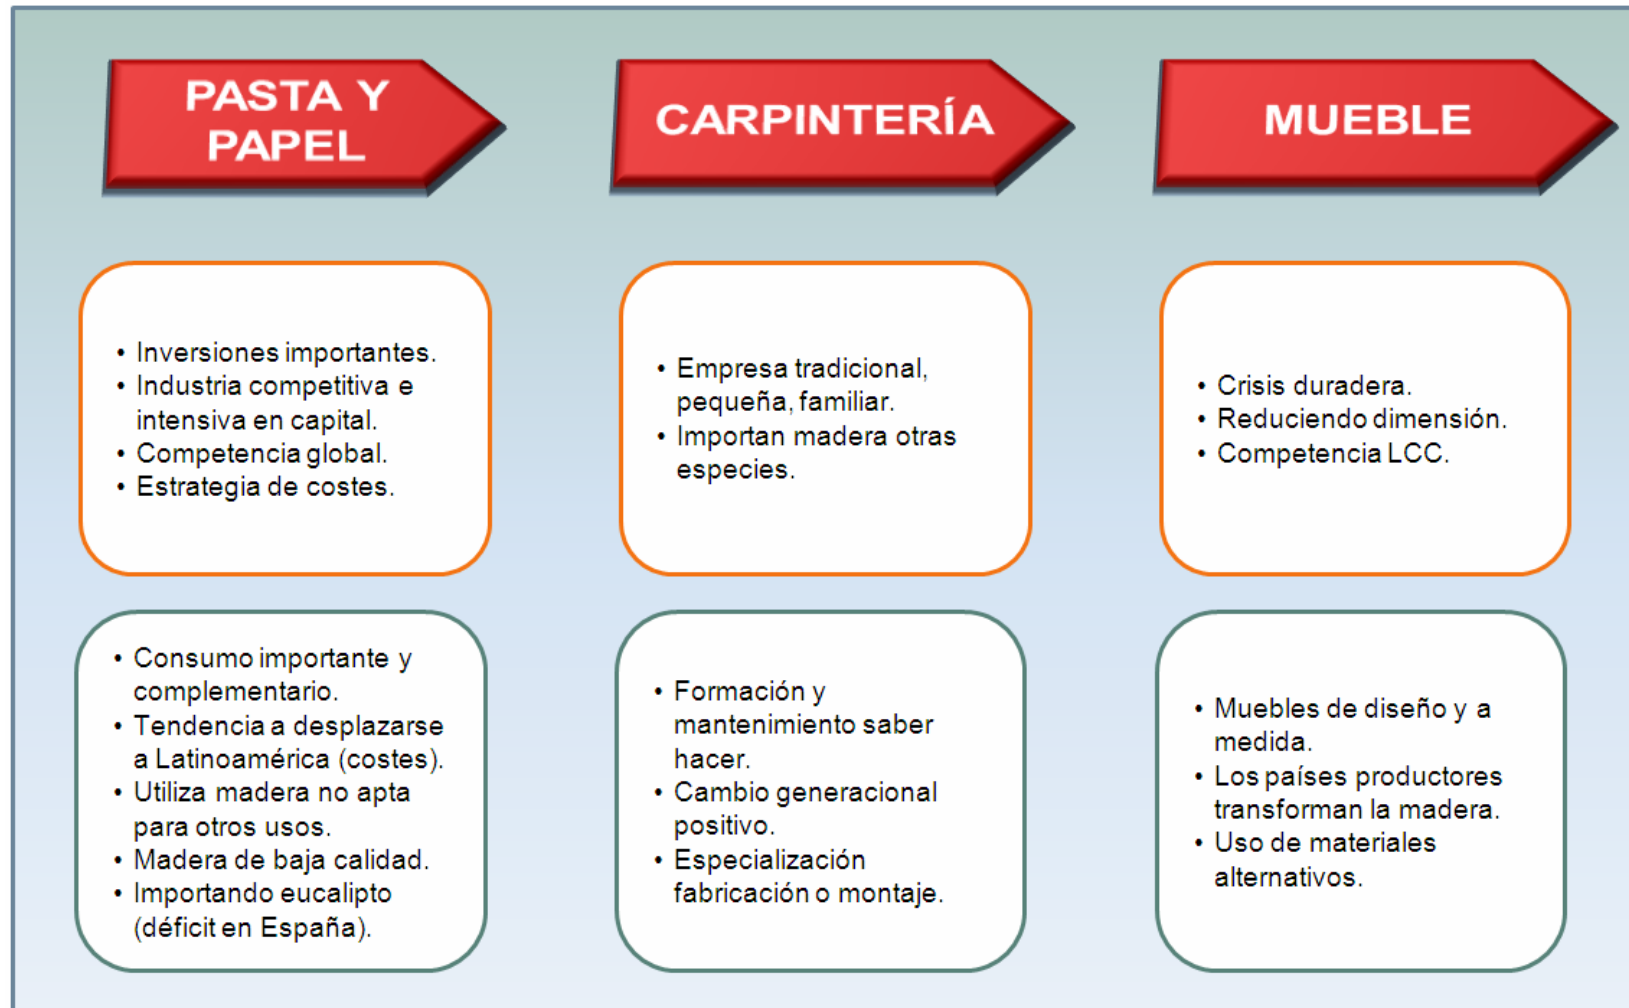 PASTA Y
PAPEL
CARPINTERÍA
MUEBLE
• Inversiones importantes.
• Industria competitiva e
intensiva en capital.
• Competencia global.
• Estrategia de costes.
• Empresa tradicional,
pequeña, familiar.
• Importan madera otras
especies.
• Crisis duradera.
• Reduciendo dimensión.
• Competencia LCC.
• Consumo importante y
complementario.
• Tendencia a desplazarse
a Latinoamérica (costes).
• Utiliza madera no apta
para otros usos.
• Madera de baja calidad.
• Importando eucalipto
(déficit en España).
• Formación y
mantenimiento saber
hacer.
• Cambio generacional
positivo.
• Especialización
fabricación o montaje.
• Muebles de diseño y a
medida.
• Los países productores
transforman la madera.
• Uso de materiales
alternativos.